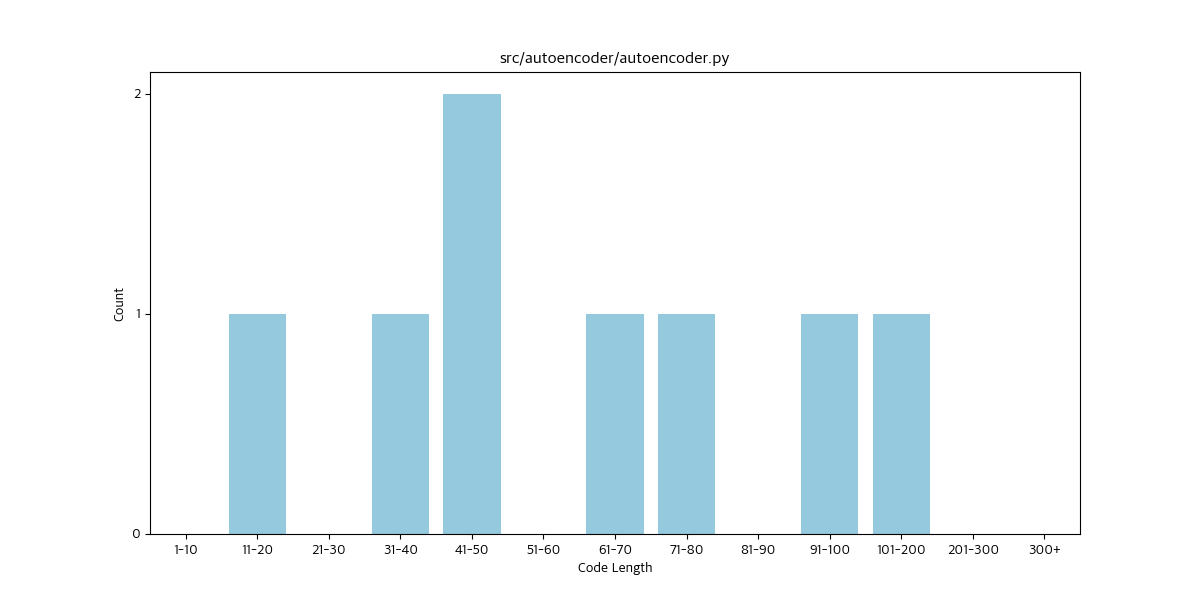 src/autoencoder/autoencoder.py
2
1
0
Count
1-10 11-20 21-30 31-40 41-50 51-60 61-70 71-80 81-90 91-100 101-200 201-300 300+
Code Length